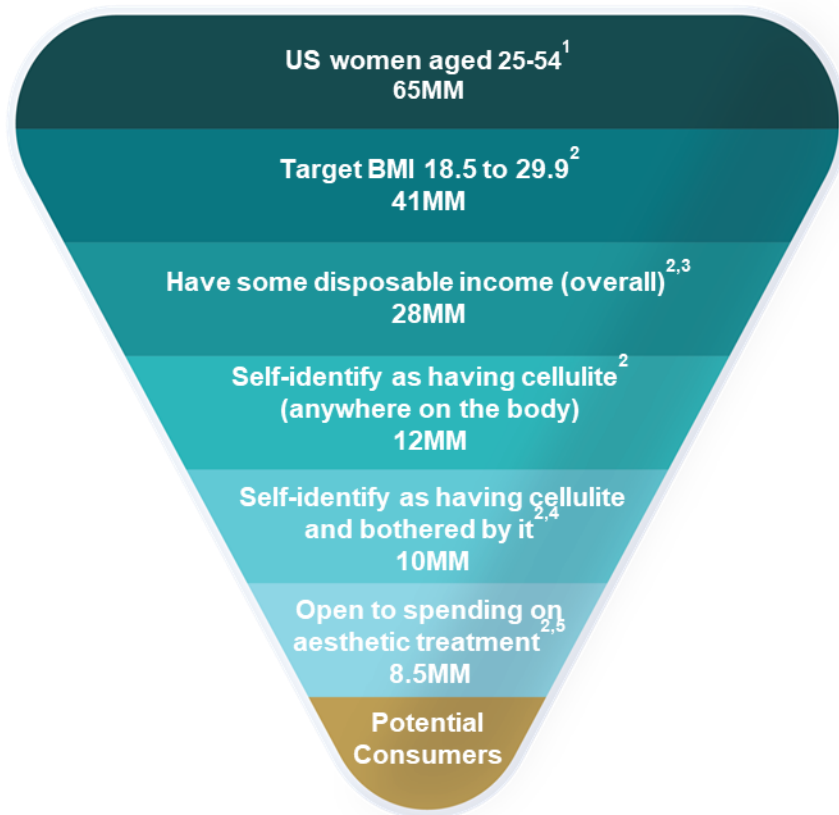 US women aged 25-54¹
65MM
Target BMI 18.5 to 29.9²
41MM
Have some disposable income (overall)²,³
28MM
Self-identify as having cellulite²
(anywhere on the body)
12MM
Self-identify as having cellulite
and bothered by it²,⁴
10MM
Open to spending on
aesthetic treatment²,⁵
8.5MM
Potential
Consumers